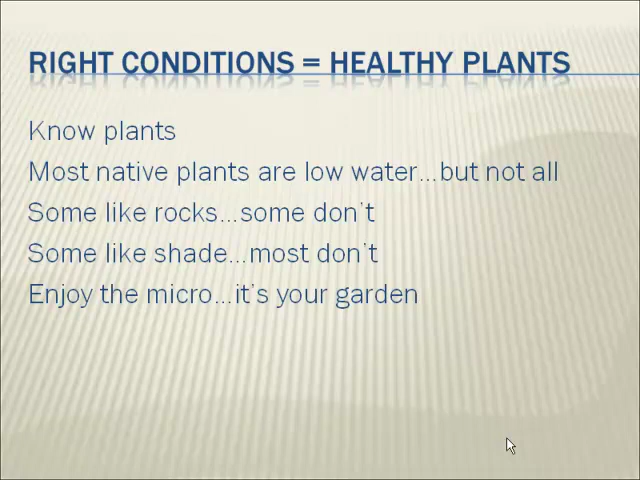 RIGHT CONDITIONS = HEALTHY PLANTS
Know plants
Most native plants are low water...but not all
Some like rocks...some don't
Some like shade...most don't
Enjoy the micro...it's your garden